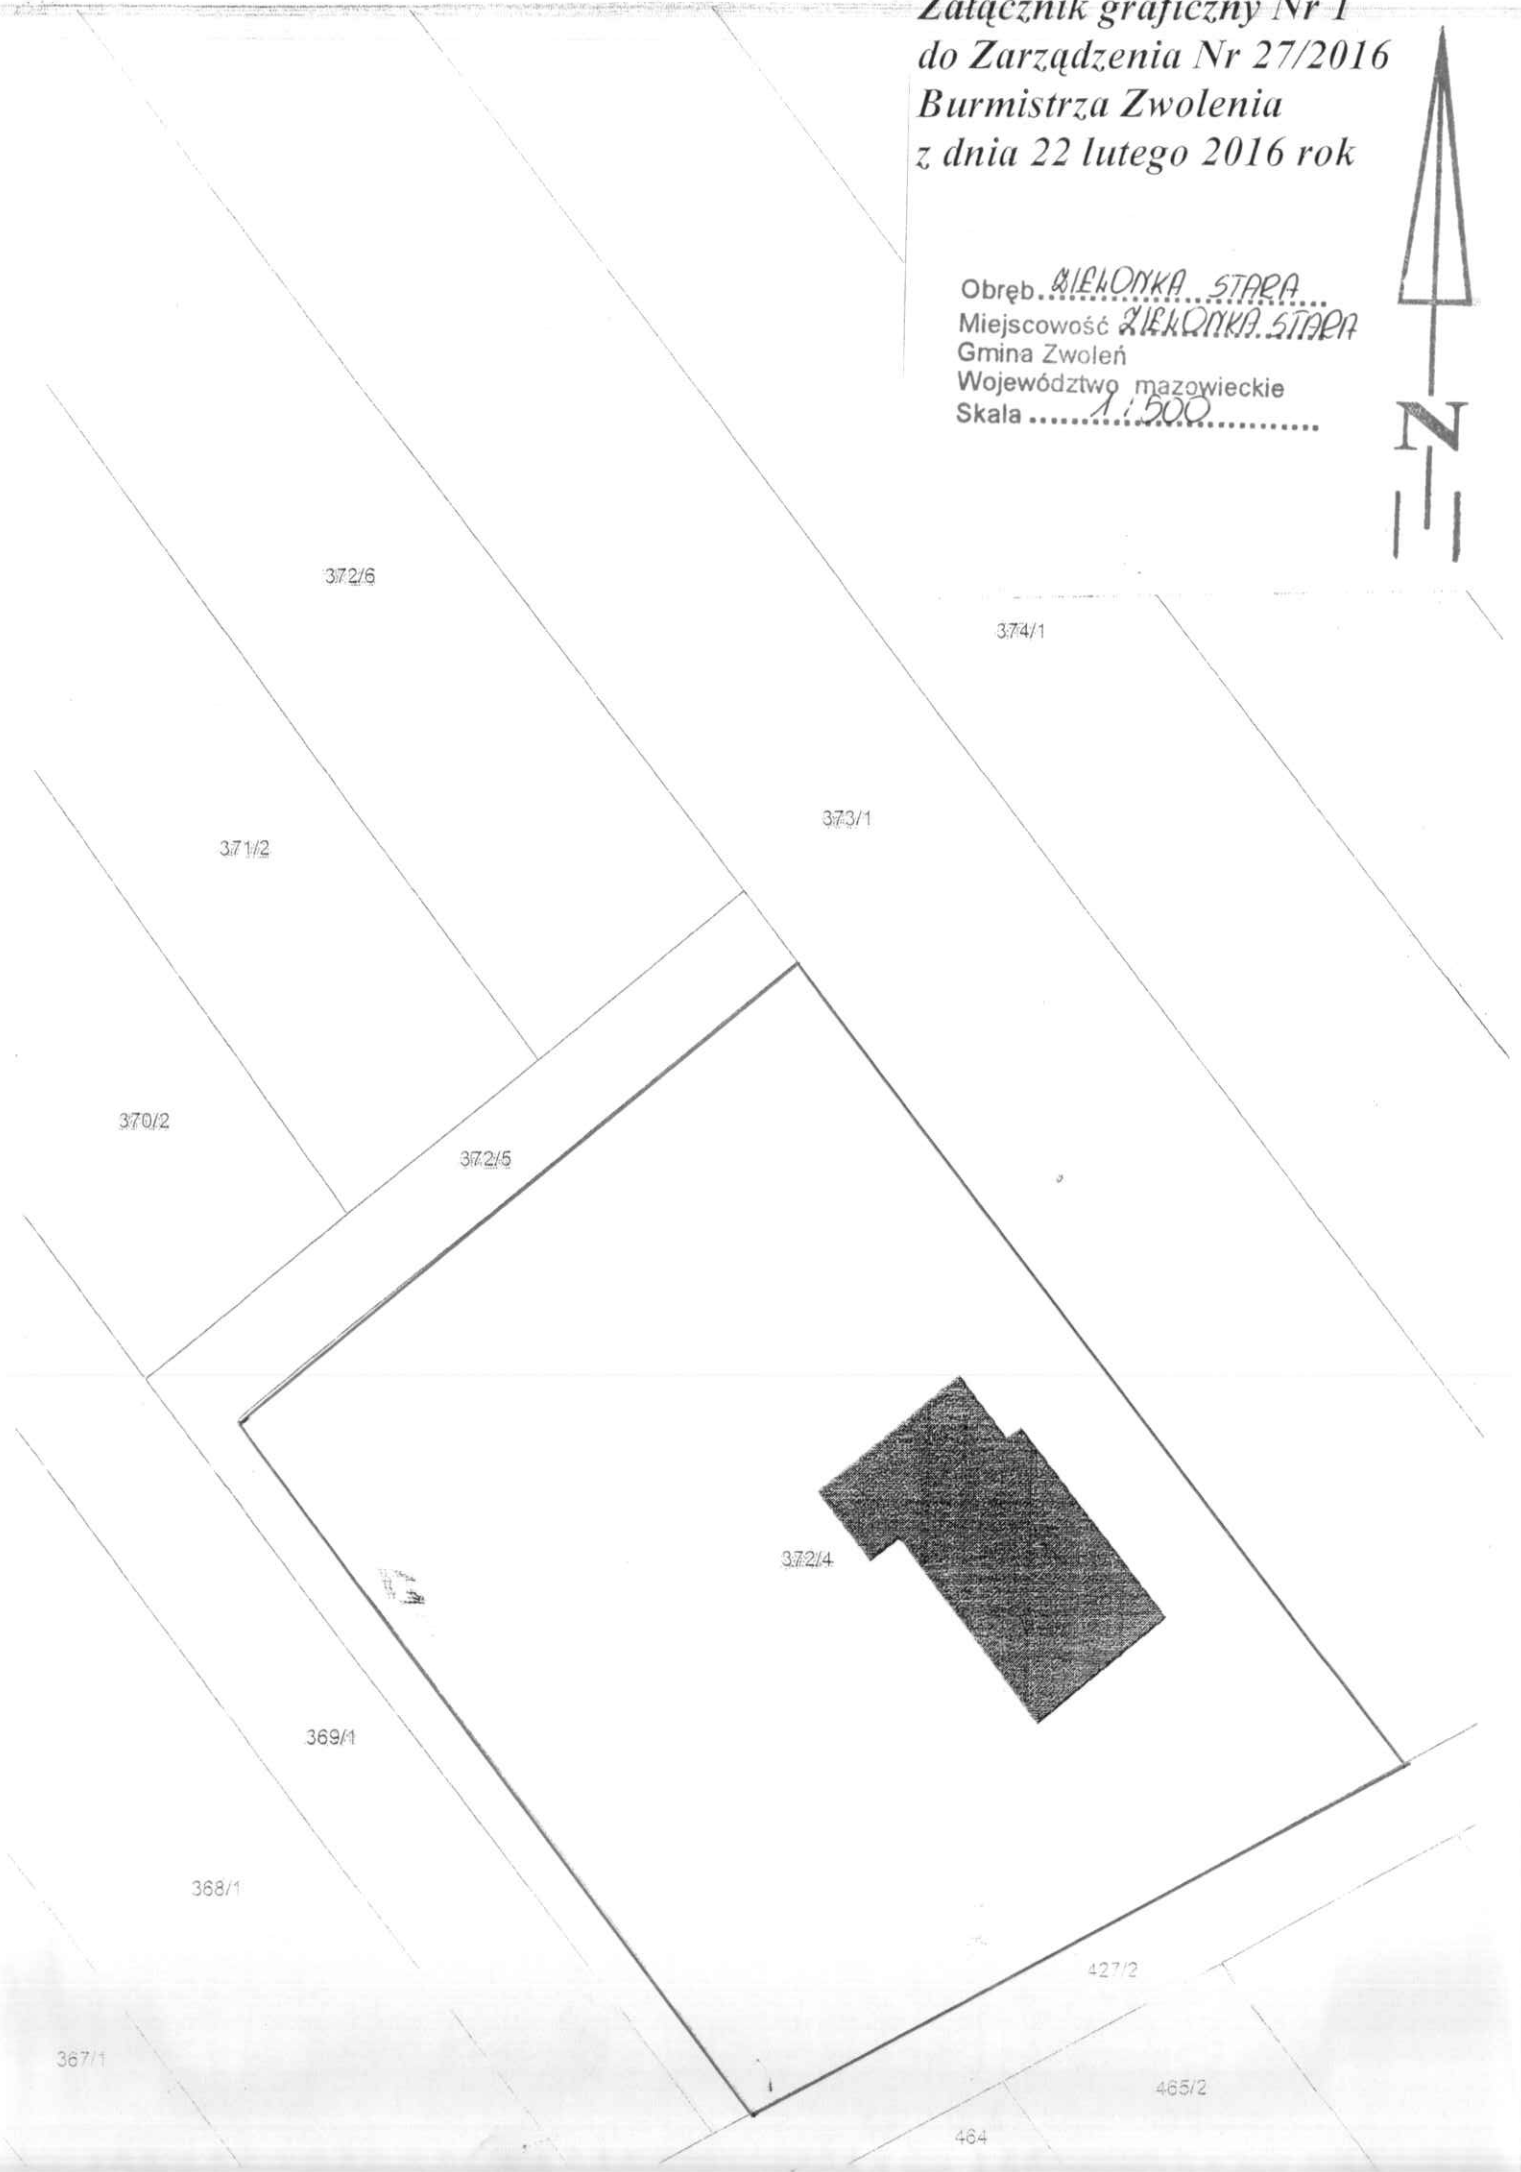 Załącznik graficzny Nr 1
do Zarządzenia Nr 27/2016
Burmistrza Zwolenia
z dnia 22 lutego 2016 rok
Obręb ZIELONKA STARA
Miejscowość ZIELONKA STARA
Gmina Zwoleń
Województwo mazowieckie
Skala 1:500
N
372/6
374/1
373/1
371/2
370/2
372/5
372/4
369/1
368/1
427/2
367/1
465/2
464